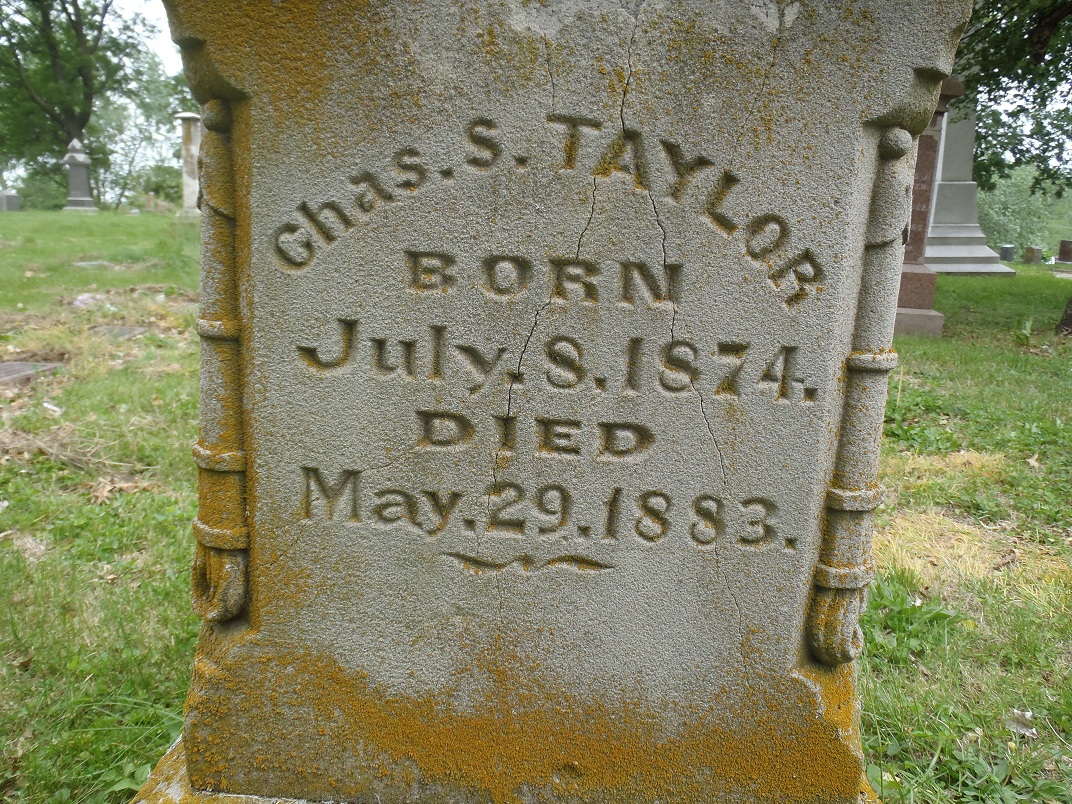 Chas. S. TAYLOR
BORN
July. 8. 1874.
DIED
May. 29. 1883.